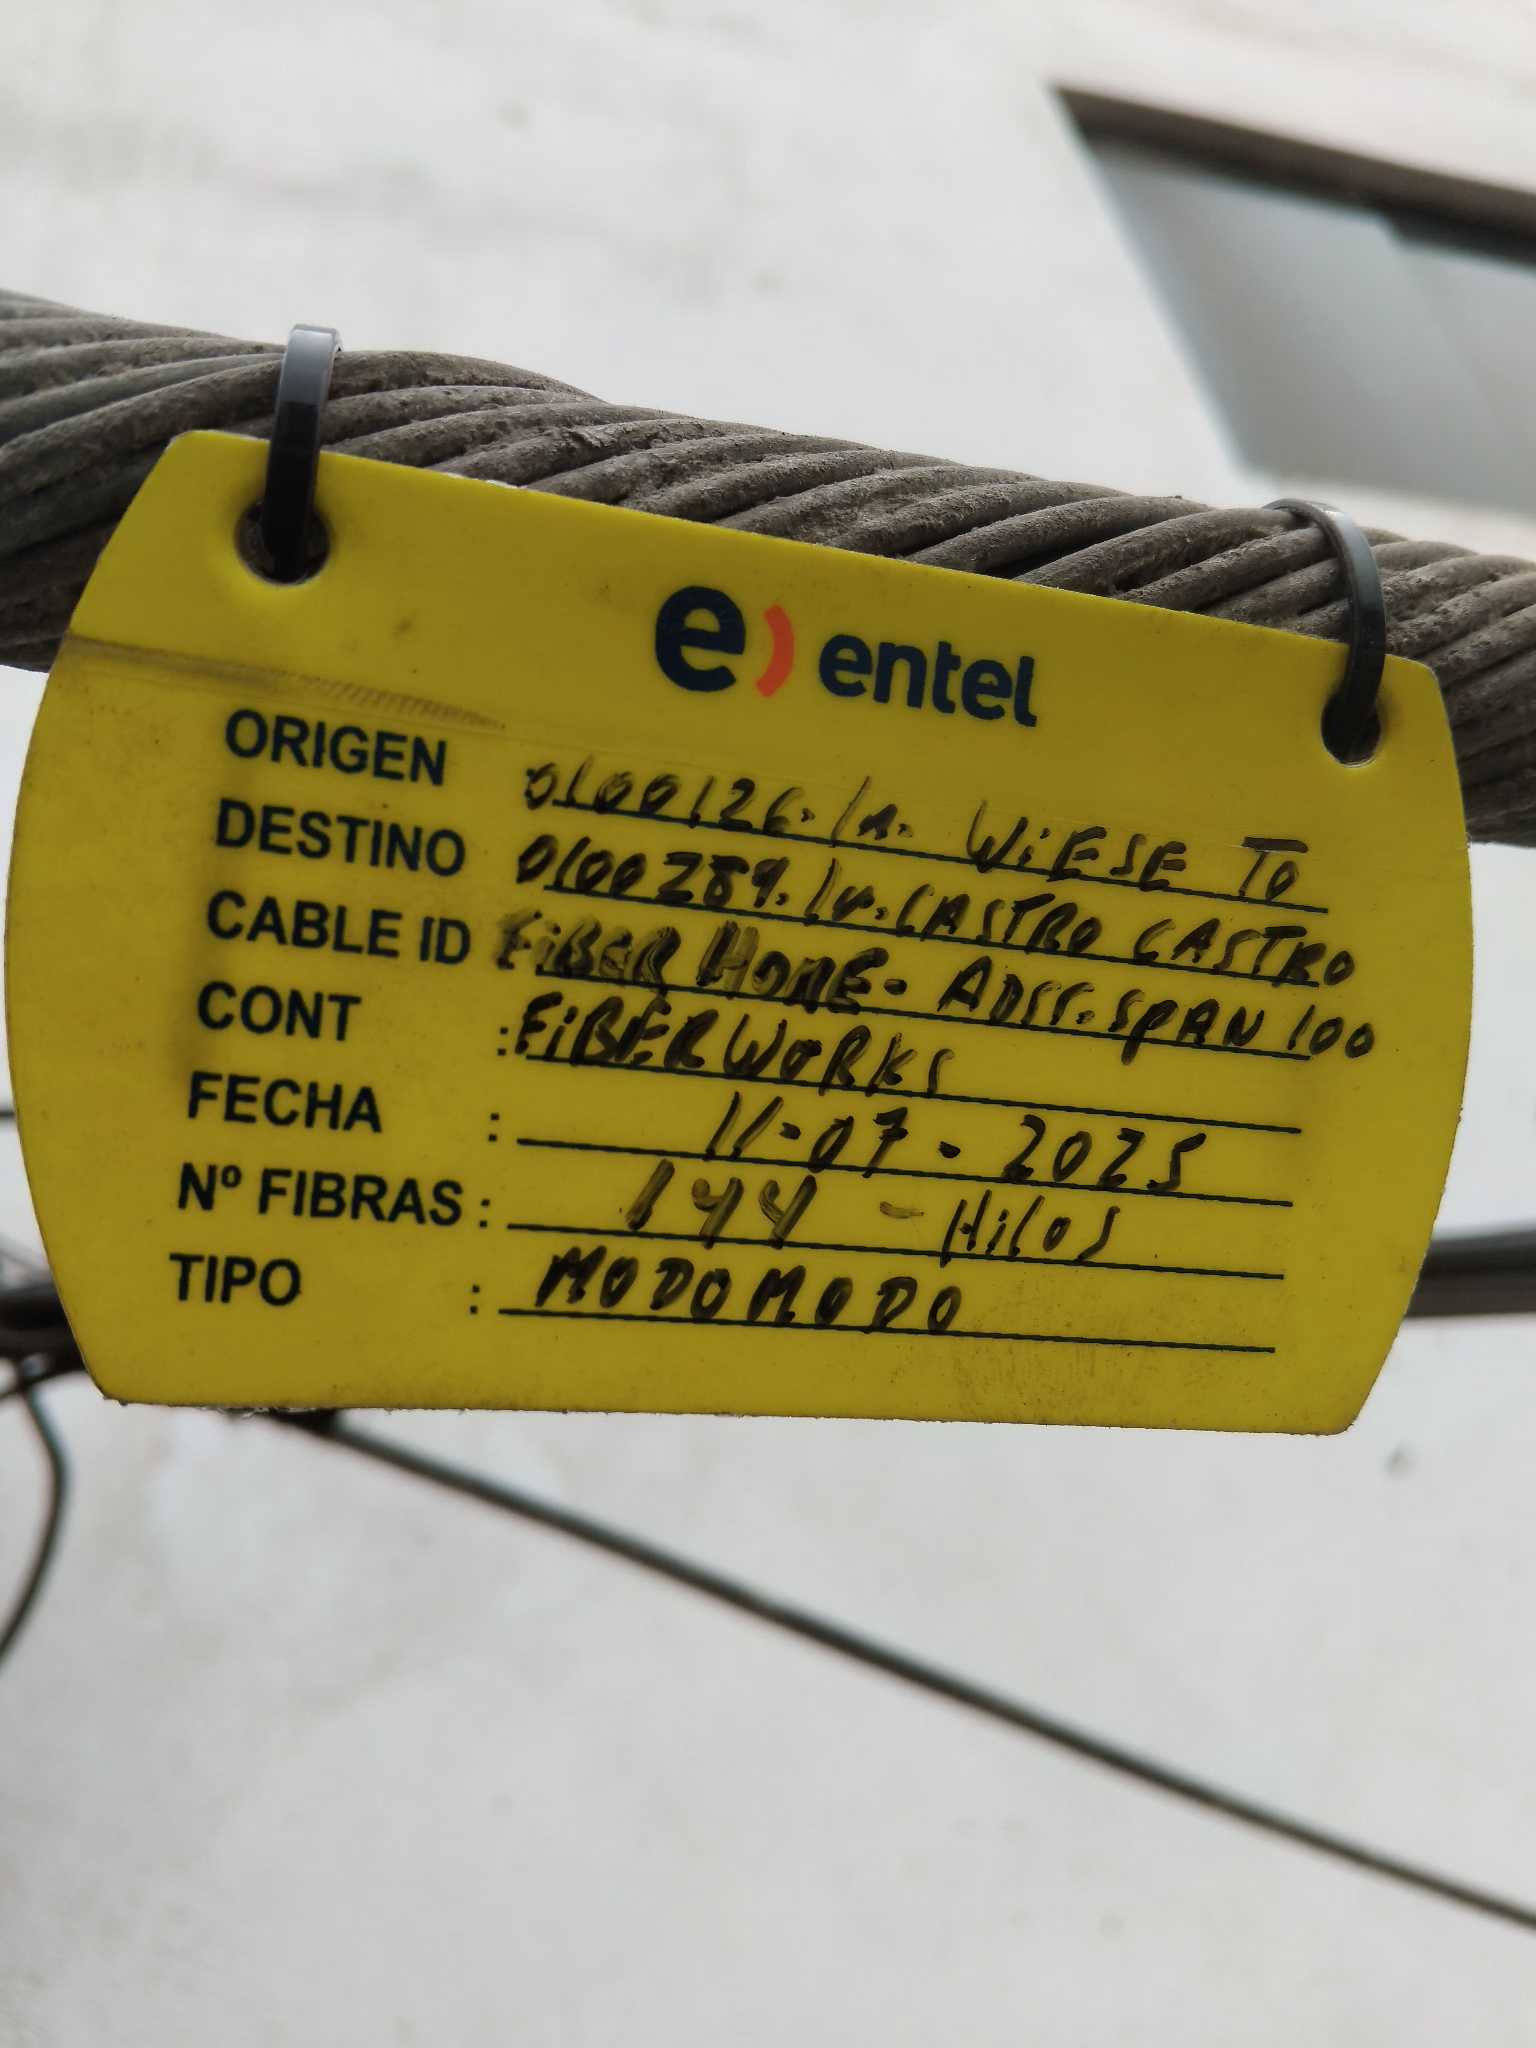 e) entel
ORIGEN 0100126. Ln. WiESE TO
DESTINO 0100289. Lv. CASTRO CASTRO
CABLE ID FiBER HOME - ADSS. SPAN 100
CONT : FiBERWORKS
FECHA : 11-07-2025
Nº FIBRAS : 144 - Hilos
TIPO : MODOMODO